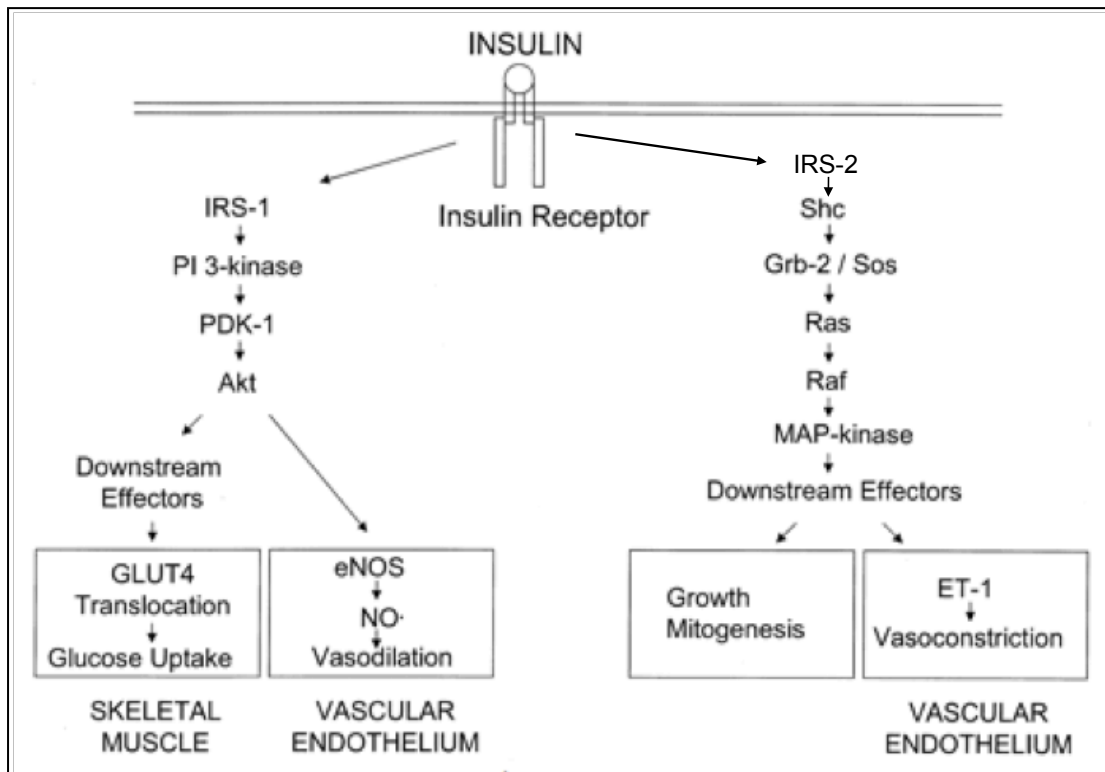 INSULIN
Insulin Receptor
IRS-1
PI 3-kinase
PDK-1
Akt
Downstream
Effectors
GLUT4
Translocation
Glucose Uptake
SKELETAL
MUSCLE
eNOS
NO·
Vasodilation
VASCULAR
ENDOTHELIUM
IRS-2
Shc
Grb-2 / Sos
Ras
Raf
MAP-kinase
Downstream Effectors
Growth
Mitogenesis
ET-1
Vasoconstriction
VASCULAR
ENDOTHELIUM